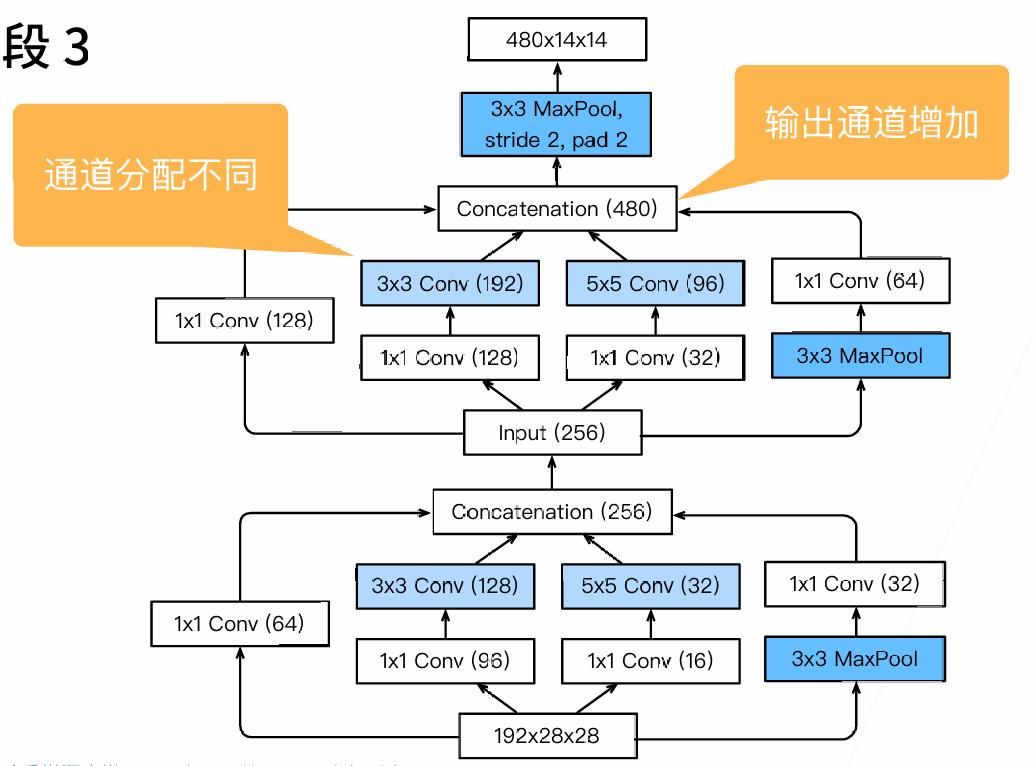 段 3
480x14x14
3x3 MaxPool,
stride 2, pad 2
输出通道增加
通道分配不同
Concatenation (480)
3x3 Conv (192)
5x5 Conv (96)
1x1 Conv (64)
1x1 Conv (128)
1x1 Conv (128)
1x1 Conv (32)
3x3 MaxPool
Input (256)
Concatenation (256)
3x3 Conv (128)
5x5 Conv (32)
1x1 Conv (32)
1x1 Conv (64)
1x1 Conv (96)
1x1 Conv (16)
3x3 MaxPool
192x28x28